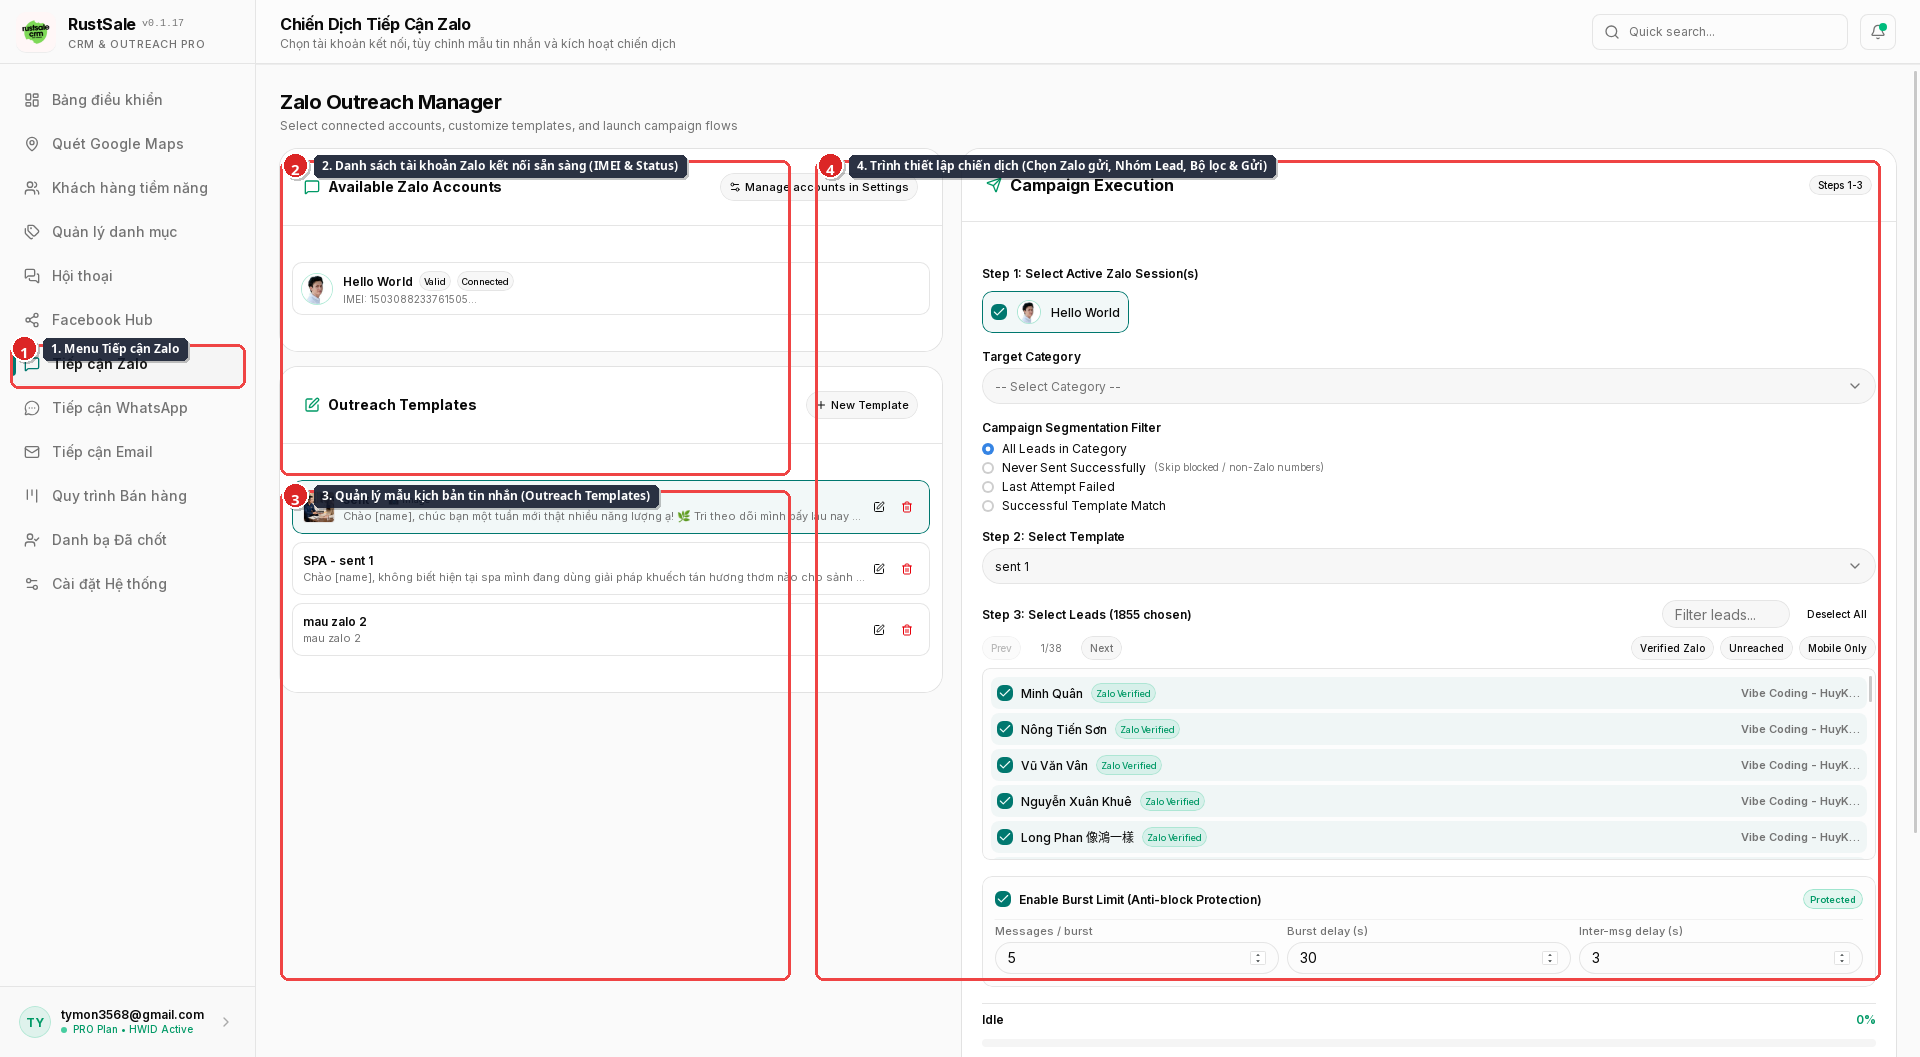 RustSale v0.1.17
CRM & OUTREACH PRO
Bảng điều khiển
Quét Google Maps
Khách hàng tiềm năng
Quản lý danh mục
Hội thoại
Facebook Hub
1
1. Menu Tiếp cận Zalo
Tiếp cận Zalo
Tiếp cận WhatsApp
Tiếp cận Email
Quy trình Bán hàng
Danh bạ Đã chốt
Cài đặt Hệ thống
TY
tymon3568@gmail.com
PRO Plan • HWID Active
Chiến Dịch Tiếp Cận Zalo
Chọn tài khoản kết nối, tùy chỉnh mẫu tin nhắn và kích hoạt chiến dịch
Quick search...
Zalo Outreach Manager
Select connected accounts, customize templates, and launch campaign flows
2
2. Danh sách tài khoản Zalo kết nối sẵn sàng (IMEI & Status)
Available Zalo Accounts
Manage accounts in Settings
Hello World Valid Connected
IMEI: 1503088233761505...
Outreach Templates
New Template
3
3. Quản lý mẫu kịch bản tin nhắn (Outreach Templates)
Chào [name], chúc bạn một tuần mới thật nhiều năng lượng ạ! 🌿 Tri theo dõi mình bấy lâu nay ...
SPA - sent 1
Chào [name], không biết hiện tại spa mình đang dùng giải pháp khuếch tán hương thơm nào cho sảnh ...
mau zalo 2
mau zalo 2
4
4. Trình thiết lập chiến dịch (Chọn Zalo gửi, Nhóm Lead, Bộ lọc & Gửi)
Campaign Execution
Steps 1-3
Step 1: Select Active Zalo Session(s)
Hello World
Target Category
-- Select Category --
Campaign Segmentation Filter
All Leads in Category
Never Sent Successfully (Skip blocked / non-Zalo numbers)
Last Attempt Failed
Successful Template Match
Step 2: Select Template
sent 1
Step 3: Select Leads (1855 chosen)
Filter leads...
Deselect All
Prev 1/38 Next
Verified Zalo Unreached Mobile Only
Minh Quân Zalo Verified Vibe Coding - HuyK...
Nông Tiến Sơn Zalo Verified Vibe Coding - HuyK...
Vũ Văn Vân Zalo Verified Vibe Coding - HuyK...
Nguyễn Xuân Khuê Zalo Verified Vibe Coding - HuyK...
Long Phan 像鴻一樣 Zalo Verified Vibe Coding - HuyK...
Enable Burst Limit (Anti-block Protection)
Protected
Messages / burst Burst delay (s) Inter-msg delay (s)
5 30 3
Idle 0%